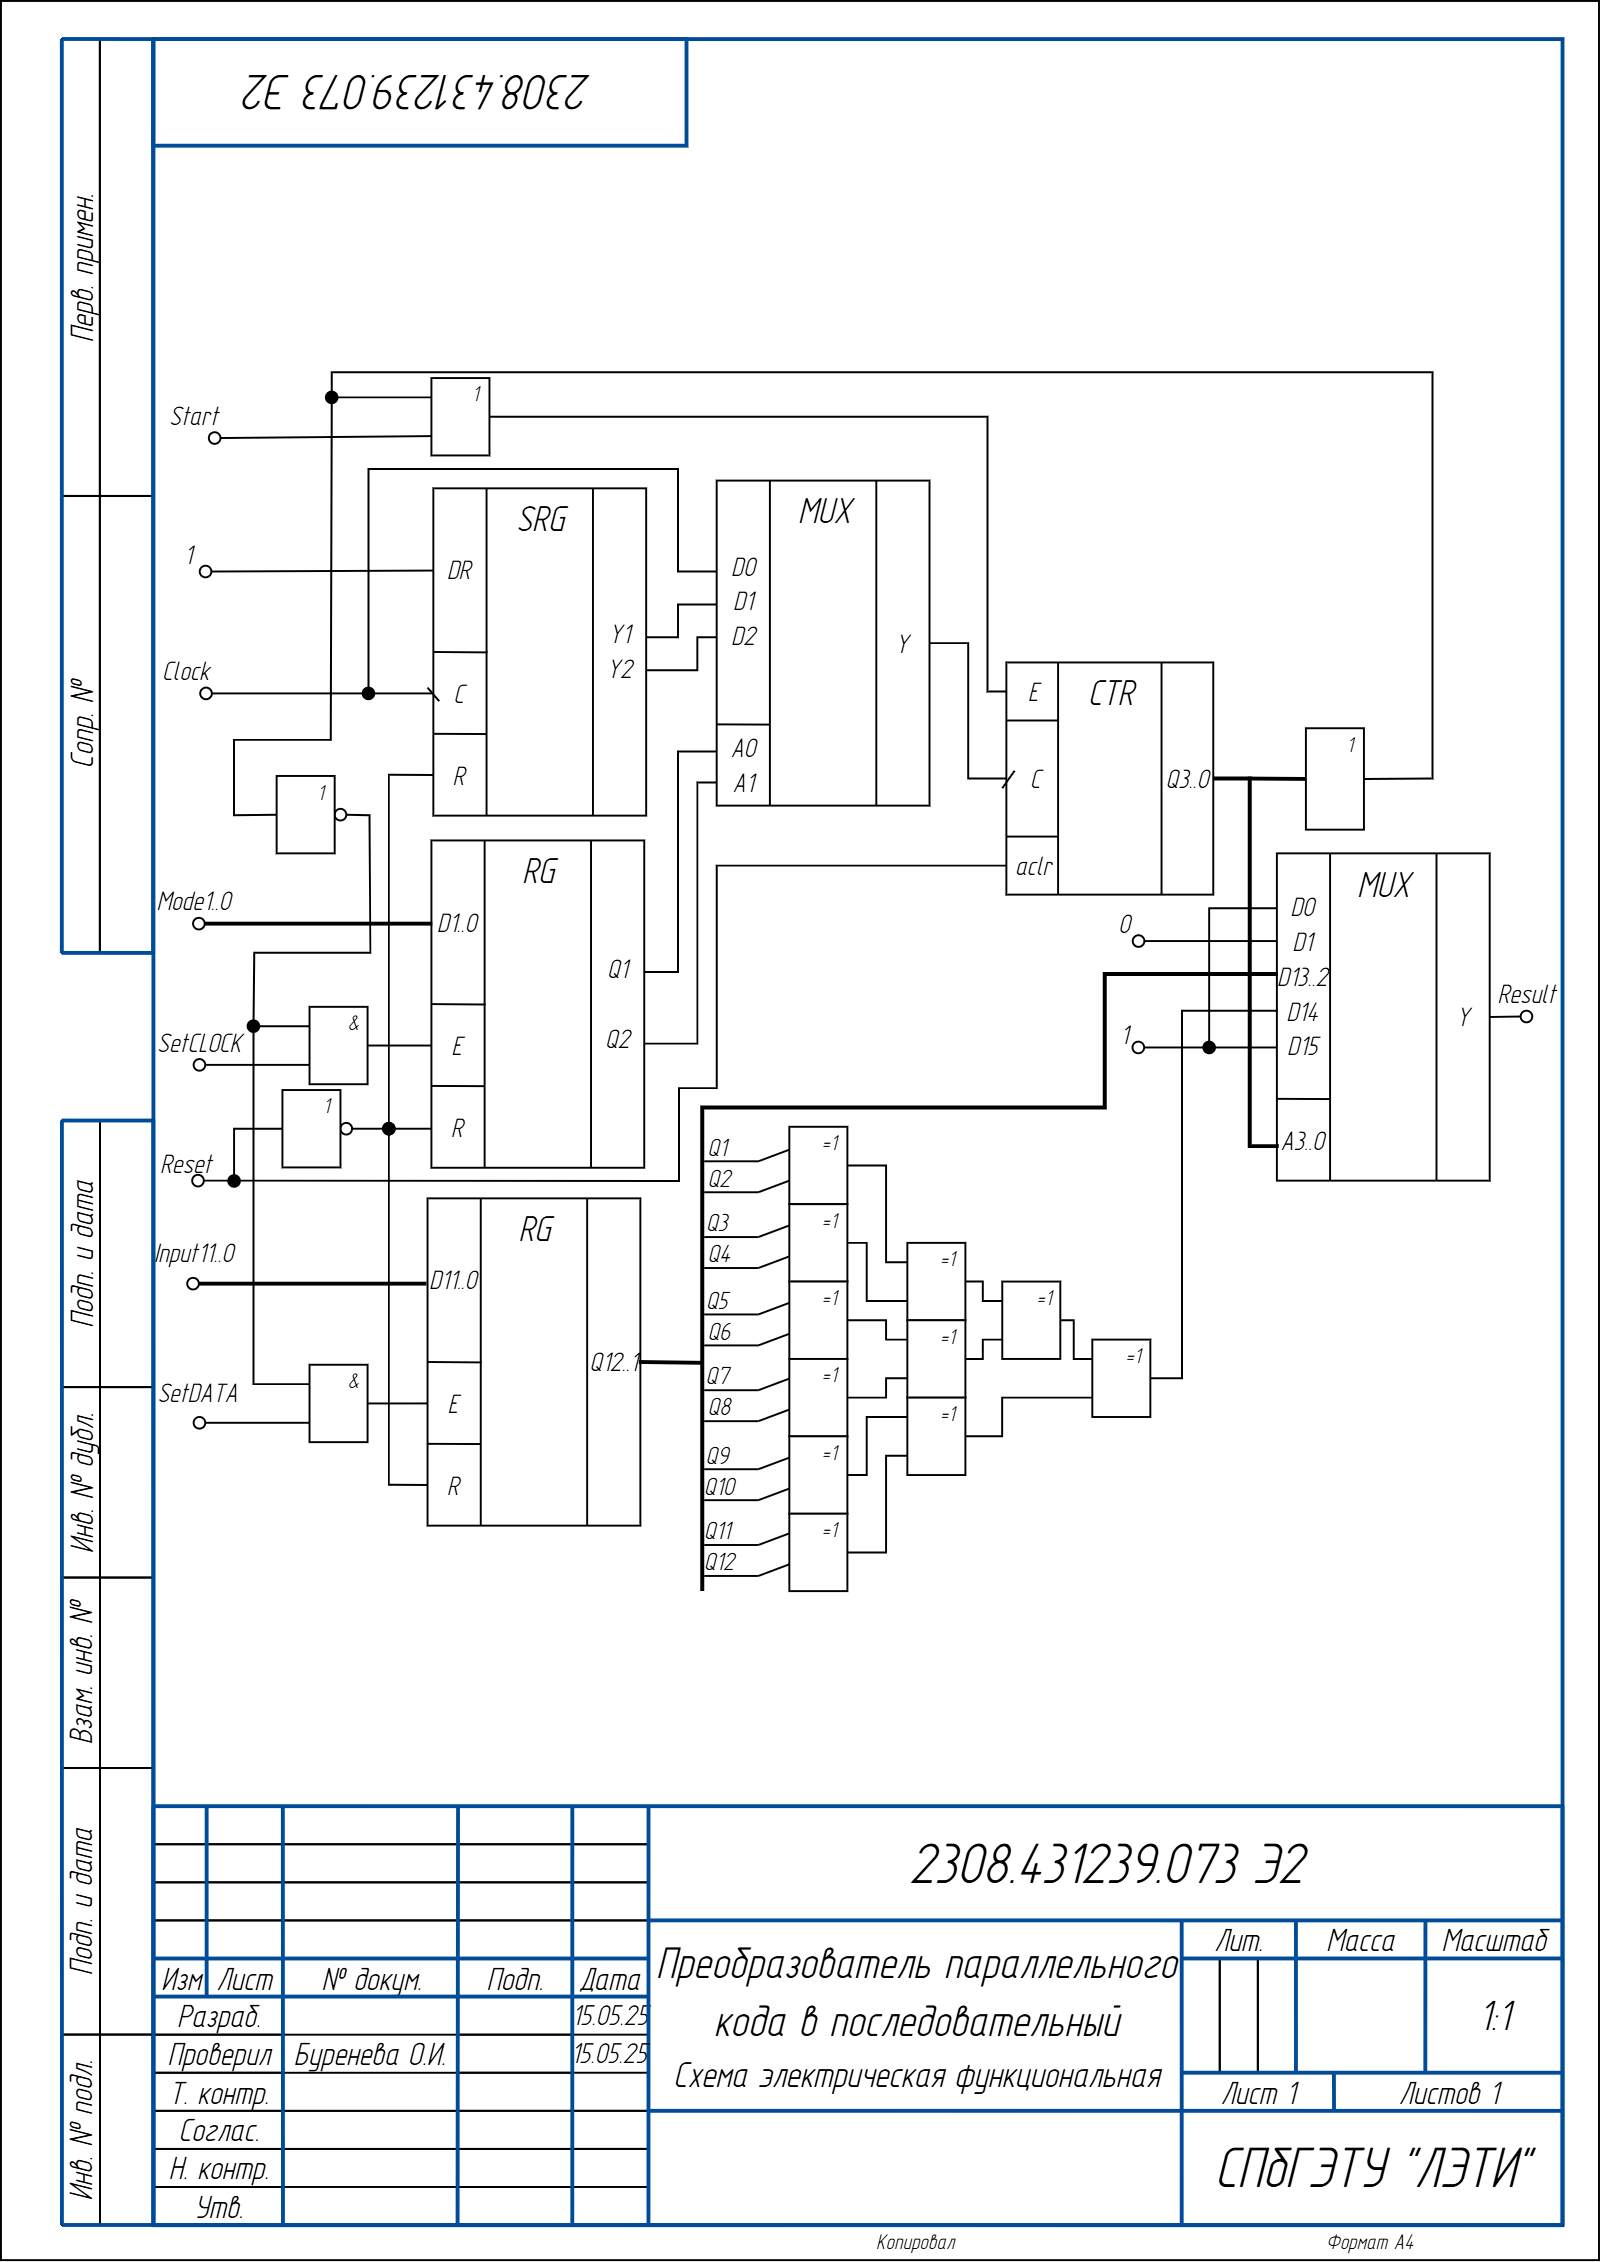 2308.431239.073 Э2
Перв. примен.
Справ. №
Подп. и дата
Инв. № дубл.
Взам. инв. №
Подп. и дата
Инв. № подл.
Start
1
1
Clock
SRG
DR
C
R
Y1
Y2
MUX
D0
D1
D2
A0
A1
Y
CTR
E
C
aclr
Q3..0
1
1
Mode1..0
RG
D1..0
E
R
Q1
Q2
SetCLOCK
&
1
Reset
Input11..0
RG
D11..0
E
R
Q12..1
SetDATA
&
0
1
MUX
D0
D1
D13..2
D14
D15
A3..0
Y
Result
Q1
Q2
Q3
Q4
Q5
Q6
Q7
Q8
Q9
Q10
Q11
Q12
=1
=1
=1
=1
=1
=1
=1
=1
=1
=1
=1
2308.431239.073 Э2
Преобразователь параллельного
кода в последовательный
Схема электрическая функциональная
Лит. Масса Масштаб
1:1
Лист 1 Листов 1
СПбГЭТУ "ЛЭТИ"
Изм Лист № докум. Подп. Дата
Разраб. 15.05.25
Проверил Буренева О.И. 15.05.25
Т. контр.
Соглас.
Н. контр.
Утв.
Копировал Формат А4